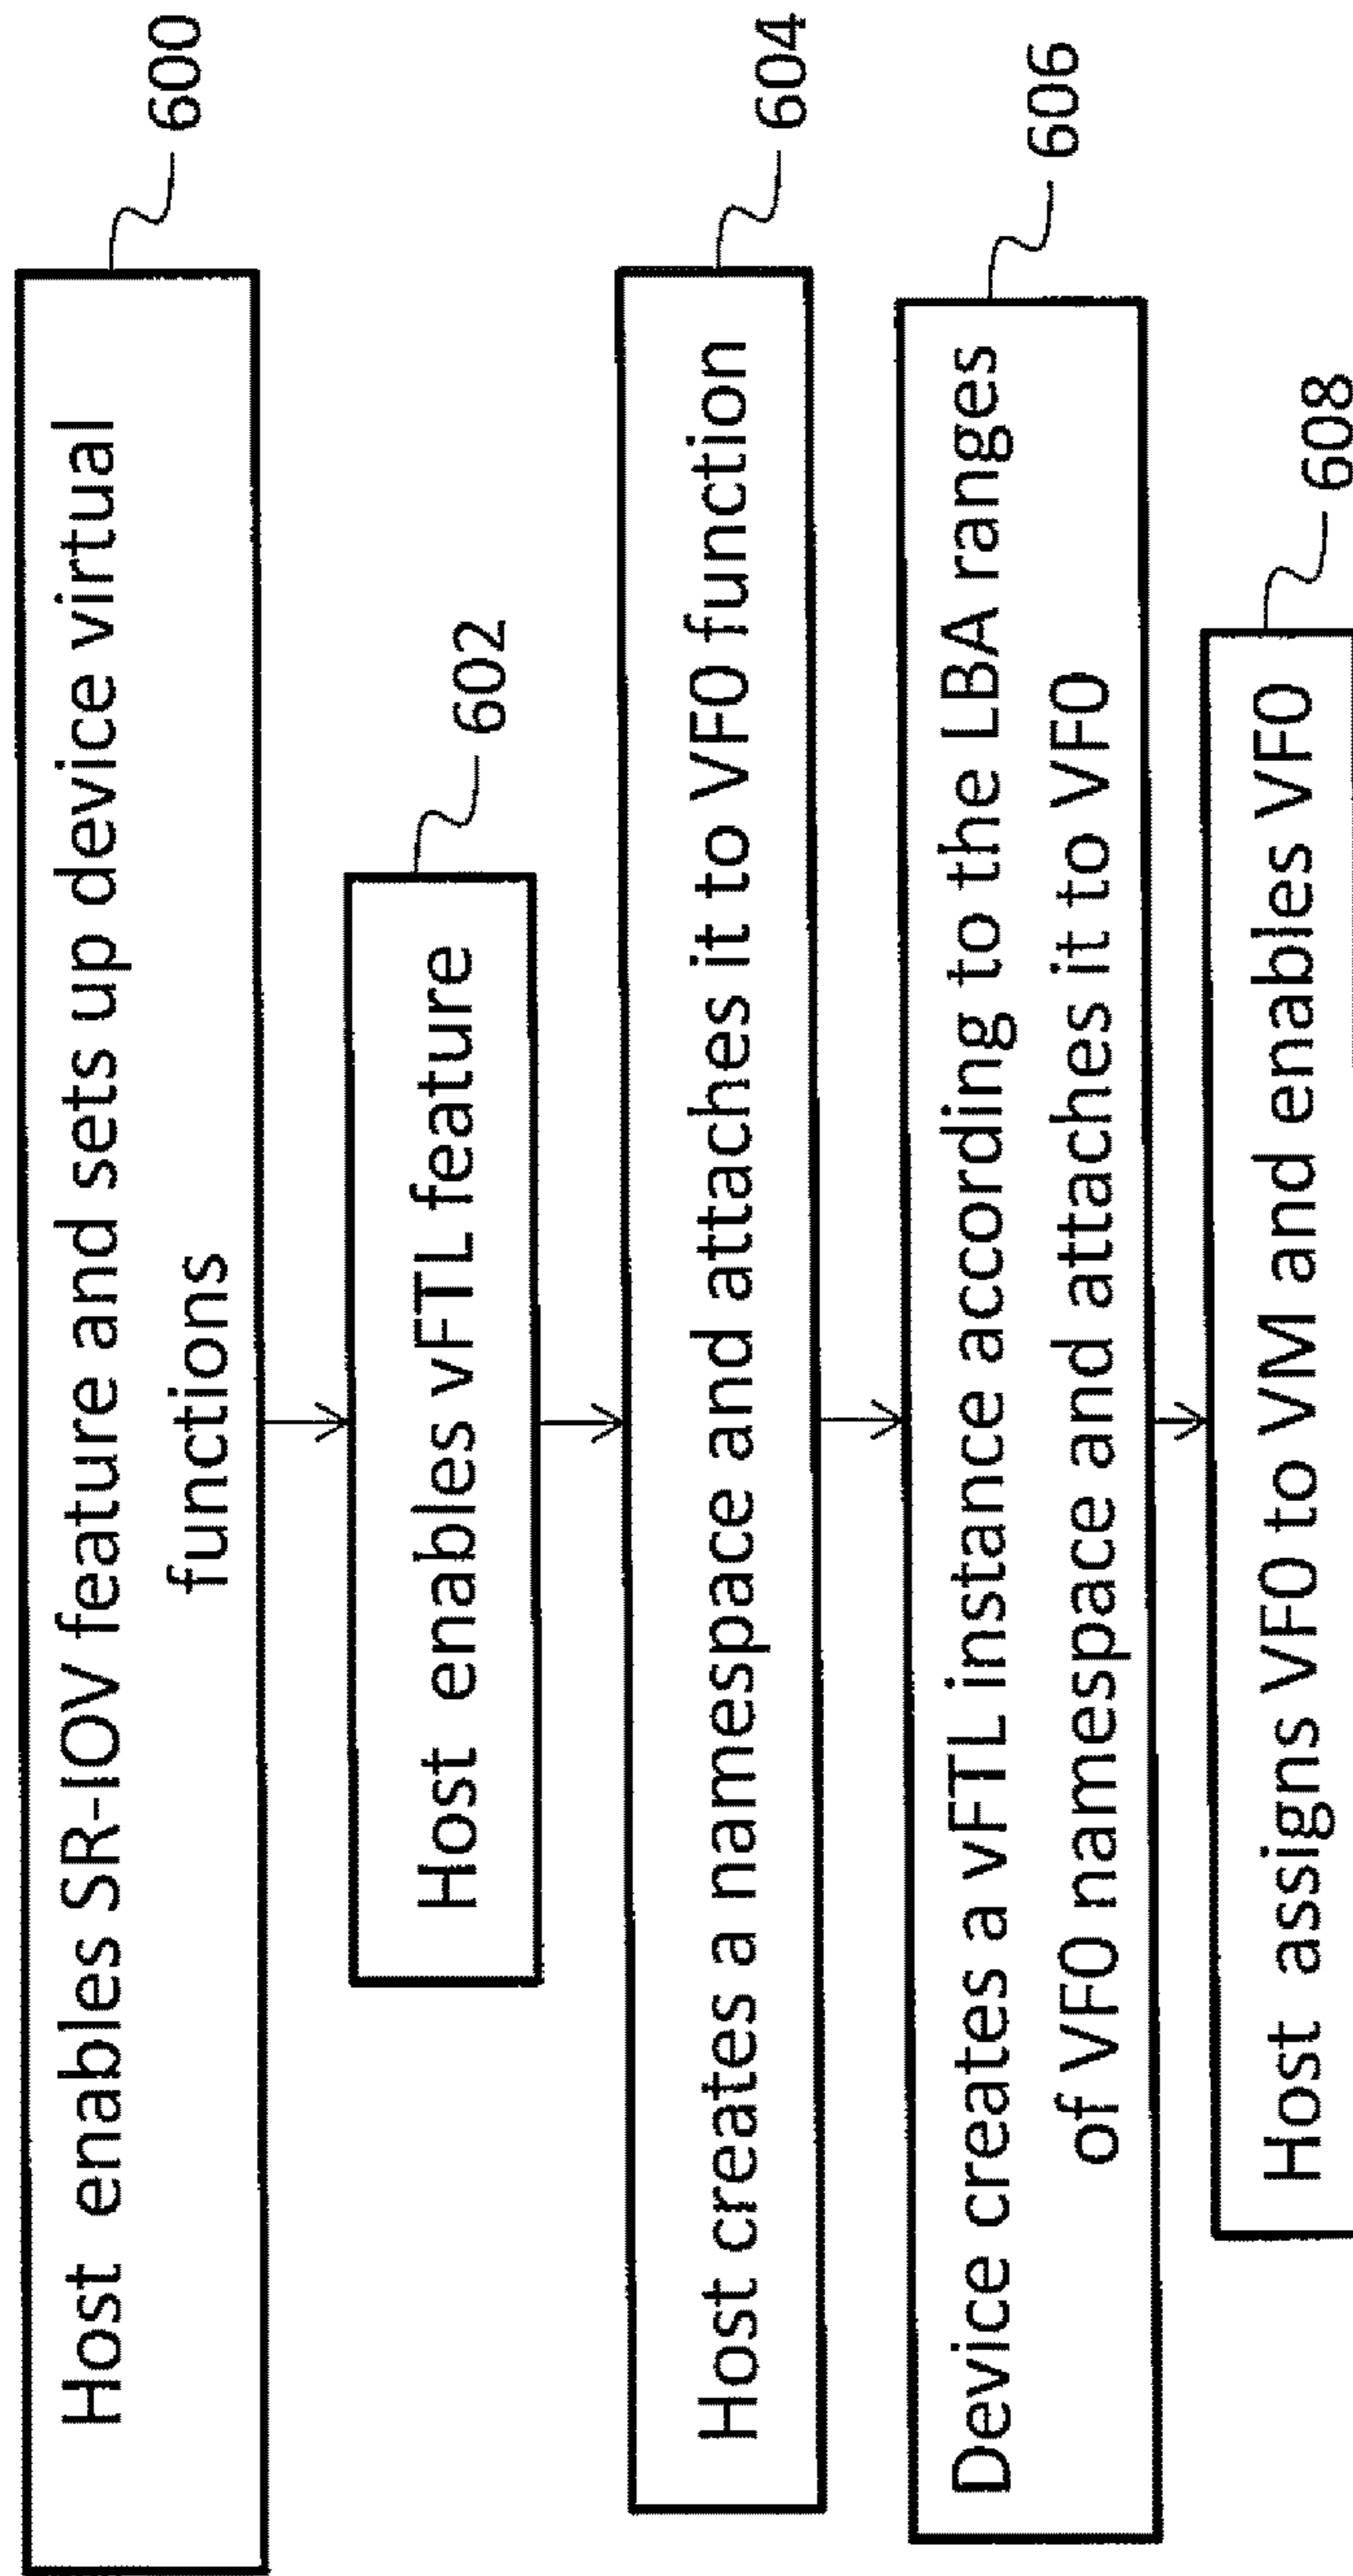 Host enables SR-IOV feature and sets up device virtual
functions
600
Host enables vFTL feature
602
Host creates a namespace and attaches it to VF0 function
604
Device creates a vFTL instance according to the LBA ranges
of VF0 namespace and attaches it to VF0
606
Host assigns VF0 to VM and enables VF0
608